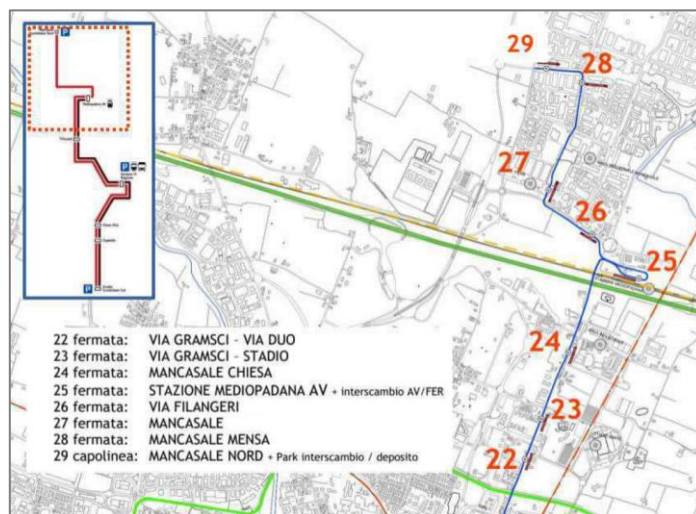 29
28
27
26
25
24
23
22
22 fermata: VIA GRAMSCI - VIA DUO
23 fermata: VIA GRAMSCI - STADIO
24 fermata: MANCASALE CHIESA
25 fermata: STAZIONE MEDIOPADANA AV + interscambio AV/FER
26 fermata: VIA FILANGERI
27 fermata: MANCASALE
28 fermata: MANCASALE MENSA
29 capolinea: MANCASALE NORD + Park interscambio / deposito
P
P
P